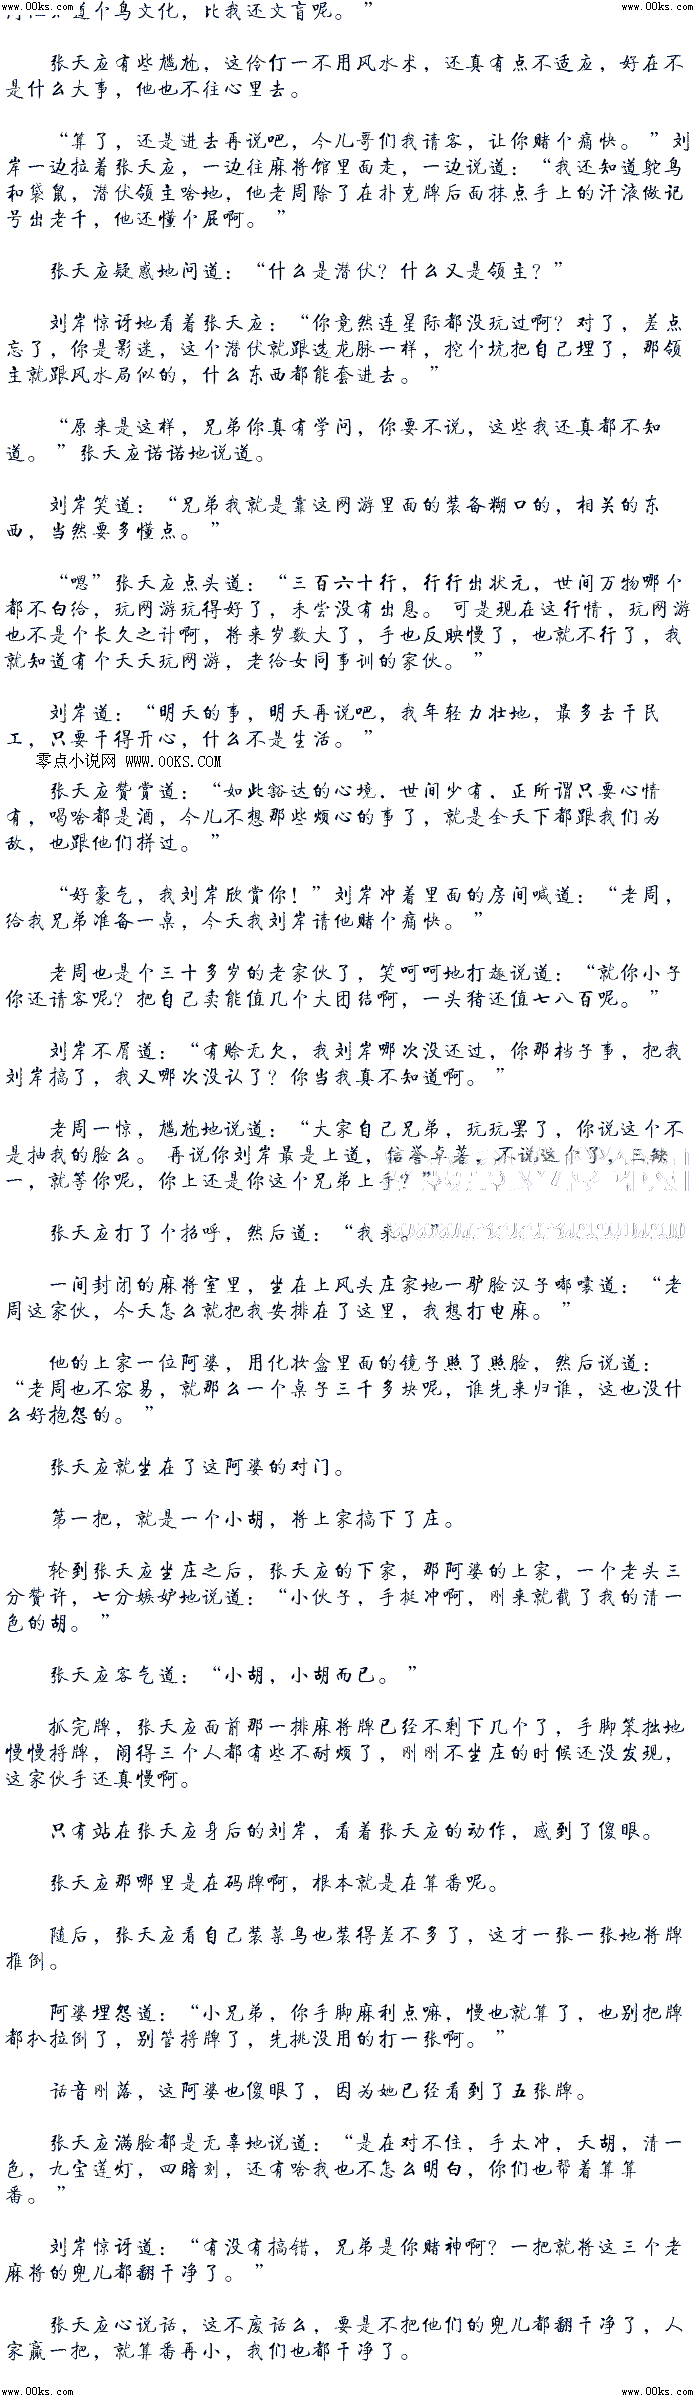 www.00ks.com www.00ks.com
道个鸟文化，比我还文盲呢。”
张天应有些尴尬，这伶仃一不用风水术，还真有点不适应，好在不
是什么大事，他也不往心里去。
“算了，还是进去再说吧，今儿哥们我请客，让你赌个痛快。”刘
岸一边拉着张天应，一边往麻将馆里面走，一边说道：“我还知道鸵鸟
和袋鼠，潜伏领主啥地，他老周除了在扑克牌后面抹点手上的汗液做记
号出老千，他还懂个屁啊。”
张天应疑惑地问道：“什么是潜伏？什么又是领主？”
刘岸惊讶地看着张天应：“你竟然连星际都没玩过啊？对了，差点
忘了，你是影迷，这个潜伏就跟选龙脉一样，挖个坑把自己埋了，那领
主就跟风水局似的，什么东西都能套进去。”
“原来是这样，兄弟你真有学问，你要不说，这些我还真都不知
道。”张天应诺诺地说道。
刘岸笑道：“兄弟我就是靠这网游里面的装备糊口的，相关的东
西，当然要多懂点。”
“嗯”张天应点头道：“三百六十行，行行出状元，世间万物哪个
都不白给，玩网游玩得好了，未尝没有出息。可是现在这行情，玩网游
也不是个长久之计啊，将来岁数大了，手也反映慢了，也就不行了，我
就知道有个天天玩网游，老给女同事训的家伙。”
刘岸道：“明天的事，明天再说吧，我年轻力壮地，最多去干民
工，只要干得开心，什么不是生活。”
零点小说网 www.00KS.com
张天应赞赏道：“如此豁达的心境，世间少有，正所谓只要心情
有，喝啥都是酒，今儿不想那些烦心的事了，就是全天下都跟我们为
敌，也跟他们拼过。”
“好豪气，我刘岸欣赏你！”刘岸冲着里面的房间喊道：“老周，
给我兄弟准备一桌，今天我刘岸请他赌个痛快。”
老周也是个三十多岁的老家伙了，笑呵呵地打趣说道：“就你小子
你还请客呢？把自己卖能值几个大团结啊，一头猪还值七八百呢。”
刘岸不屑道：“有赊无欠，我刘岸哪次没还过，你那档子事，把我
刘岸搞了，我又哪次没认了？你当我真不知道啊。”
老周一惊，尴尬地说道：“大家自己兄弟，玩玩罢了，你说这个不
是抽我的脸么。再说你刘岸最是上道，信誉卓著，不说这个了，三缺
一，就等你呢，你上还是你这个兄弟上手？”
张天应打了个招呼，然后道：“我来。”
一间封闭的麻将室里，坐在上风头庄家地一驴脸汉子嘟囔道：“老
周这家伙，今天怎么就把我安排在了这里，我想打电麻。”
他的上家一位阿婆，用化妆盒里面的镜子照了照脸，然后说道：
“老周也不容易，就那么一个桌子三千多块呢，谁先来归谁，这也没什
么好抱怨的。”
张天应就坐在了这阿婆的对门。
第一把，就是一个小胡，将上家搞下了庄。
轮到张天应坐庄之后，张天应的下家，那阿婆的上家，一个老头三
分赞许，七分嫉妒地说道：“小伙子，手挺冲啊，刚来就截了我的清一
色的胡。”
张天应客气道：“小胡，小胡而已。”
抓完牌，张天应面前那一排麻将牌已经不剩下几个了，手脚笨拙地
慢慢捋牌，闹得三个人都有些不耐烦了，刚刚不坐庄的时候还没发现，
这家伙手还真慢啊。
只有站在张天应身后的刘岸，看着张天应的动作，感到了傻眼。
张天应那哪里是在码牌啊，根本就是在算番呢。
随后，张天应看自己装菜鸟也装得差不多了，这才一张一张地将牌
推倒。
阿婆埋怨道：“小兄弟，你手脚麻利点嘛，慢也就算了，也别把牌
都扒拉倒了，别管捋牌了，先挑没用的打一张啊。”
话音刚落，这阿婆也傻眼了，因为她已经看到了五张牌。
张天应满脸都是无辜地说道：“是在对不住，手太冲，天胡，清一
色，九宝莲灯，四暗刻，还有啥我也不怎么明白，你们也帮着算算
番。”
刘岸惊讶道：“有没有搞错，兄弟是你赌神啊？一把就将这三个老
麻将的兜儿都翻干净了。”
张天应心说话，这不废话么，要是不把他们的兜儿都翻干净了，人
家赢一把，就算番再小，我们也都干净了。
www.00ks.com www.00ks.com